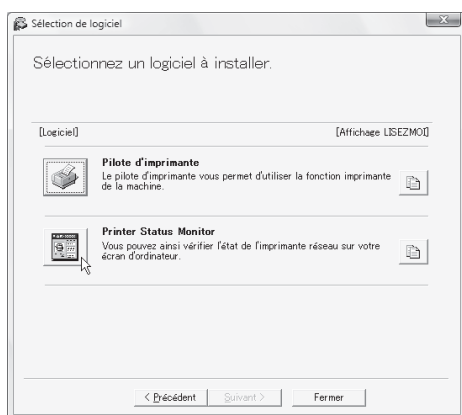 Sélection de logiciel
Sélectionnez un logiciel à installer.
[Logiciel] [Affichage LISEZMOI]
Pilote d'imprimante
Le pilote d'imprimante vous permet d'utiliser la fonction imprimante
de la machine.
Printer Status Monitor
Vous pouvez ainsi vérifier l'état de l'imprimante réseau sur votre
écran d'ordinateur.
< Précédent Suivant > Fermer